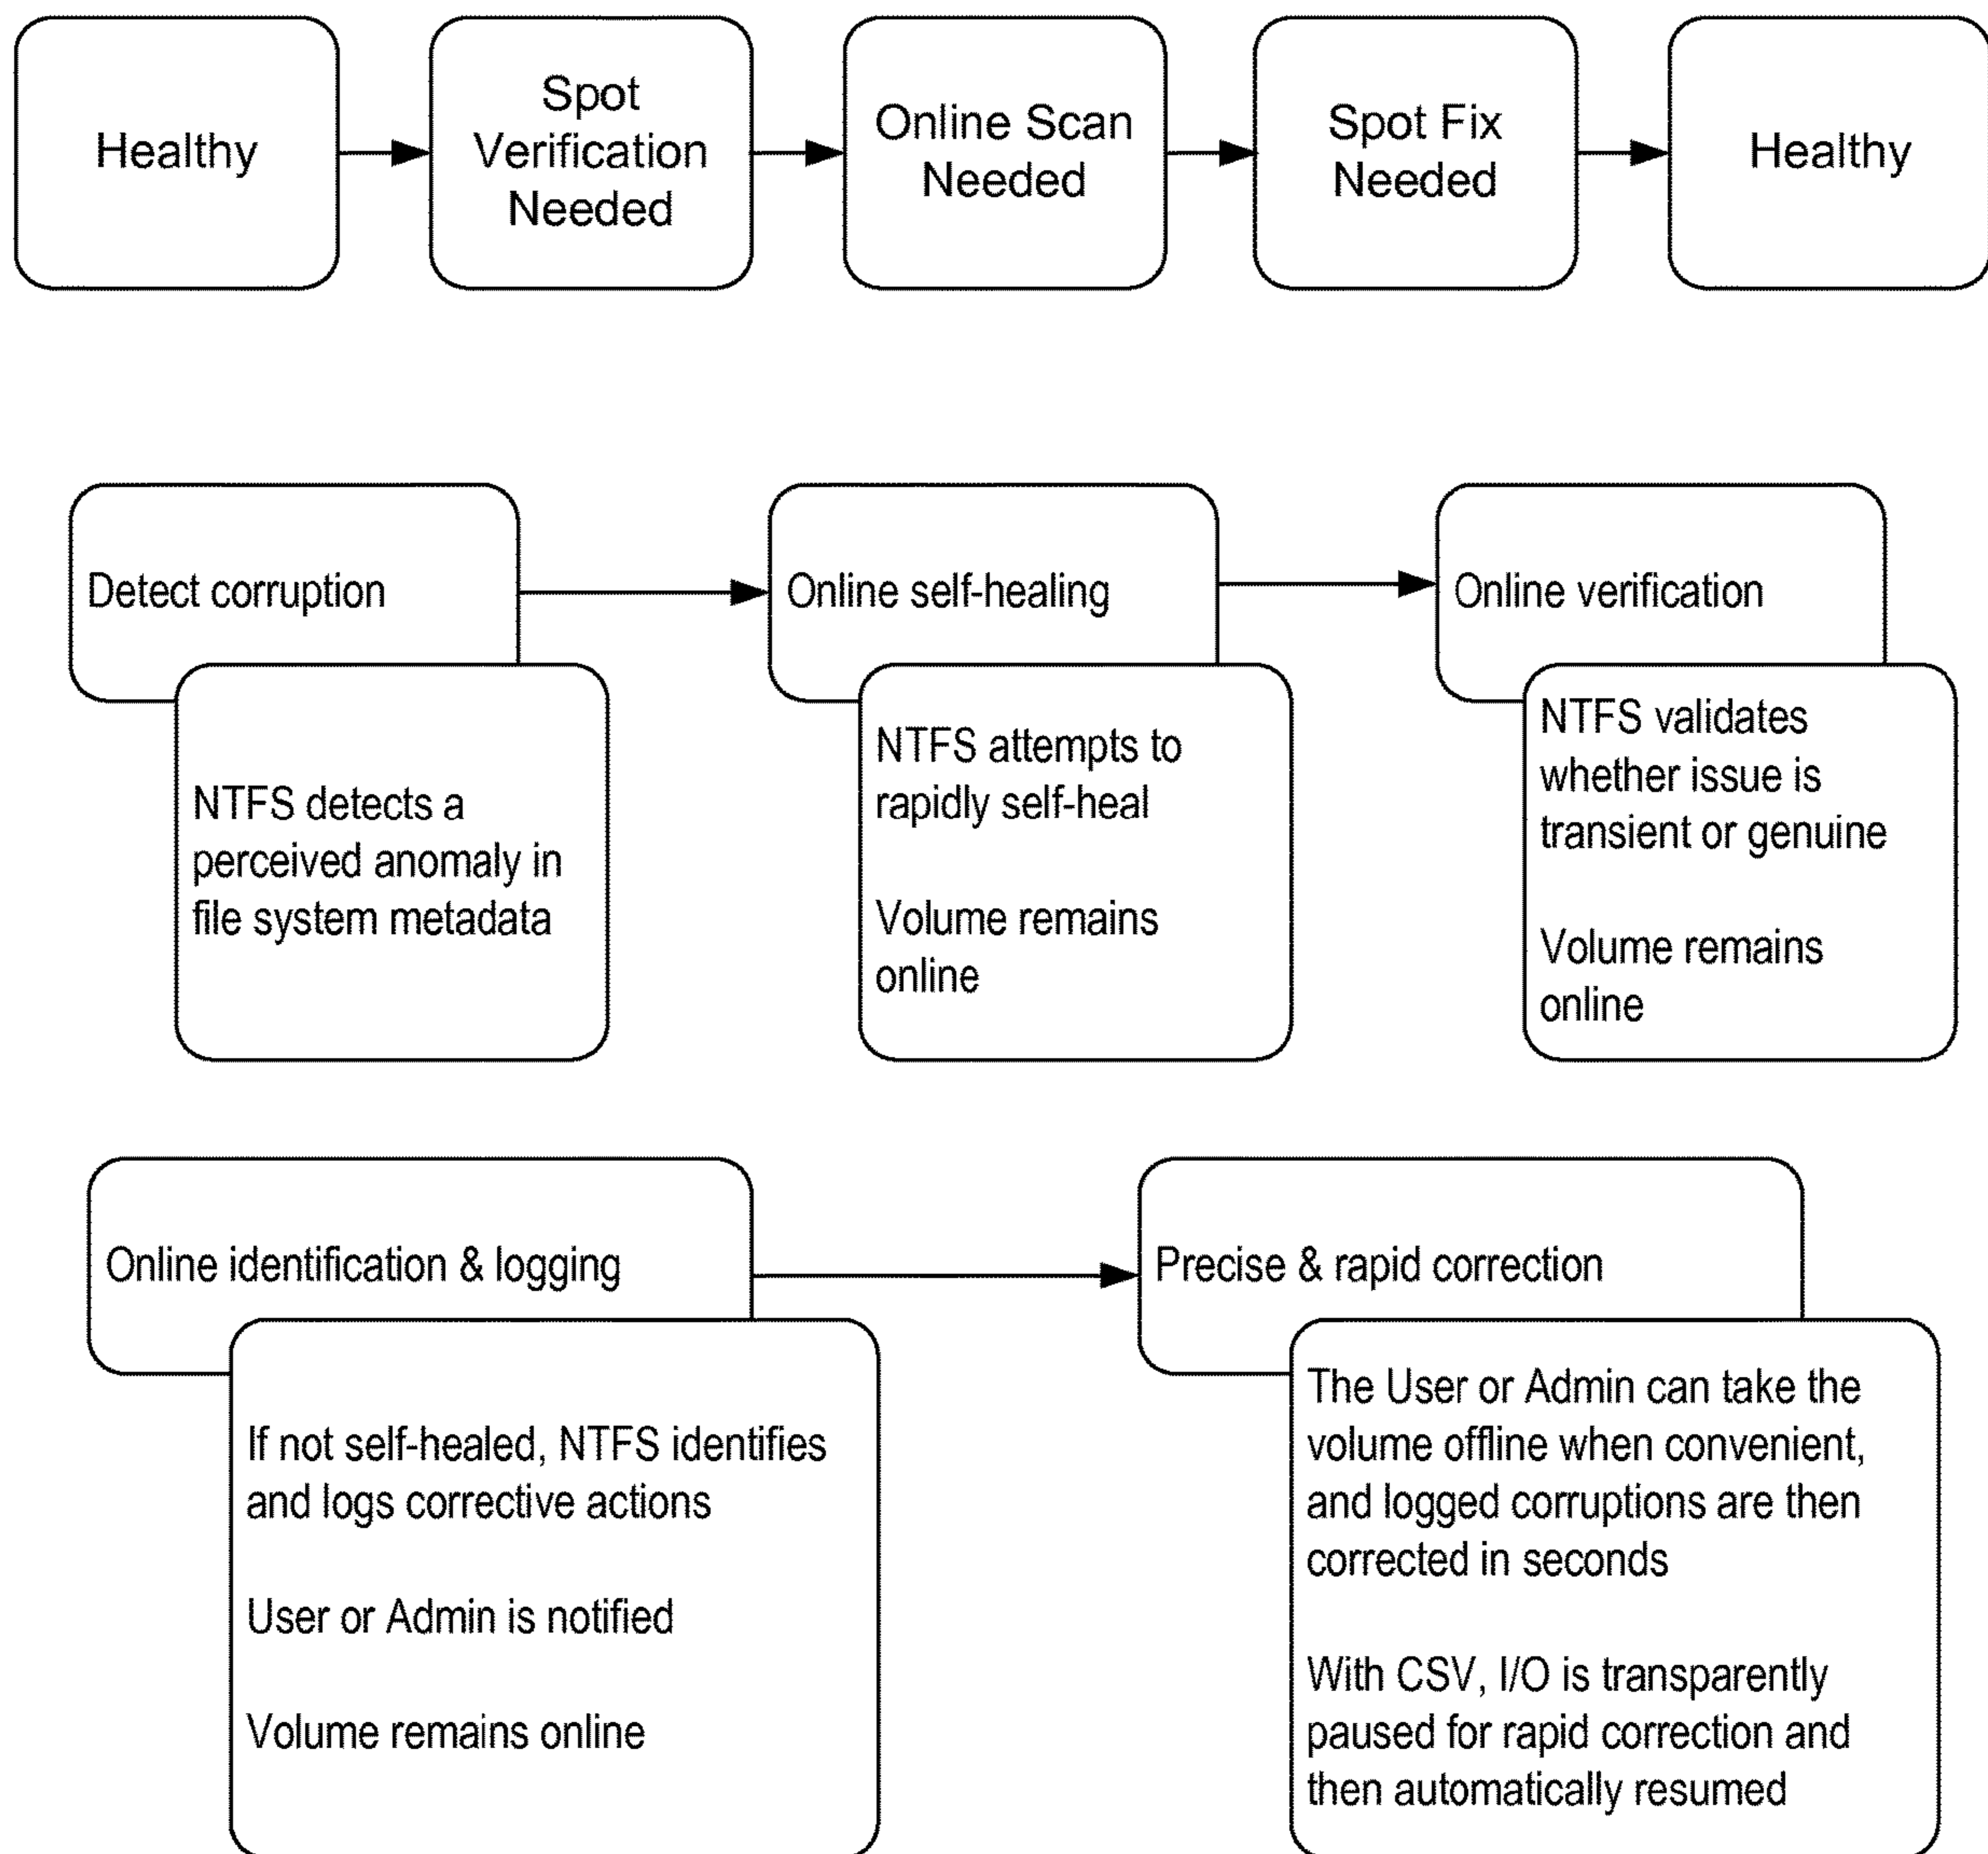 Healthy
Spot
Verification
Needed
Online Scan
Needed
Spot Fix
Needed
Healthy
Detect corruption
NTFS detects a
perceived anomaly in
file system metadata
Online self-healing
NTFS attempts to
rapidly self-heal
Volume remains
online
Online verification
NTFS validates
whether issue is
transient or genuine
Volume remains
online
Online identification & logging
If not self-healed, NTFS identifies
and logs corrective actions
User or Admin is notified
Volume remains online
Precise & rapid correction
The User or Admin can take the
volume offline when convenient,
and logged corruptions are then
corrected in seconds
With CSV, I/O is transparently
paused for rapid correction and
then automatically resumed